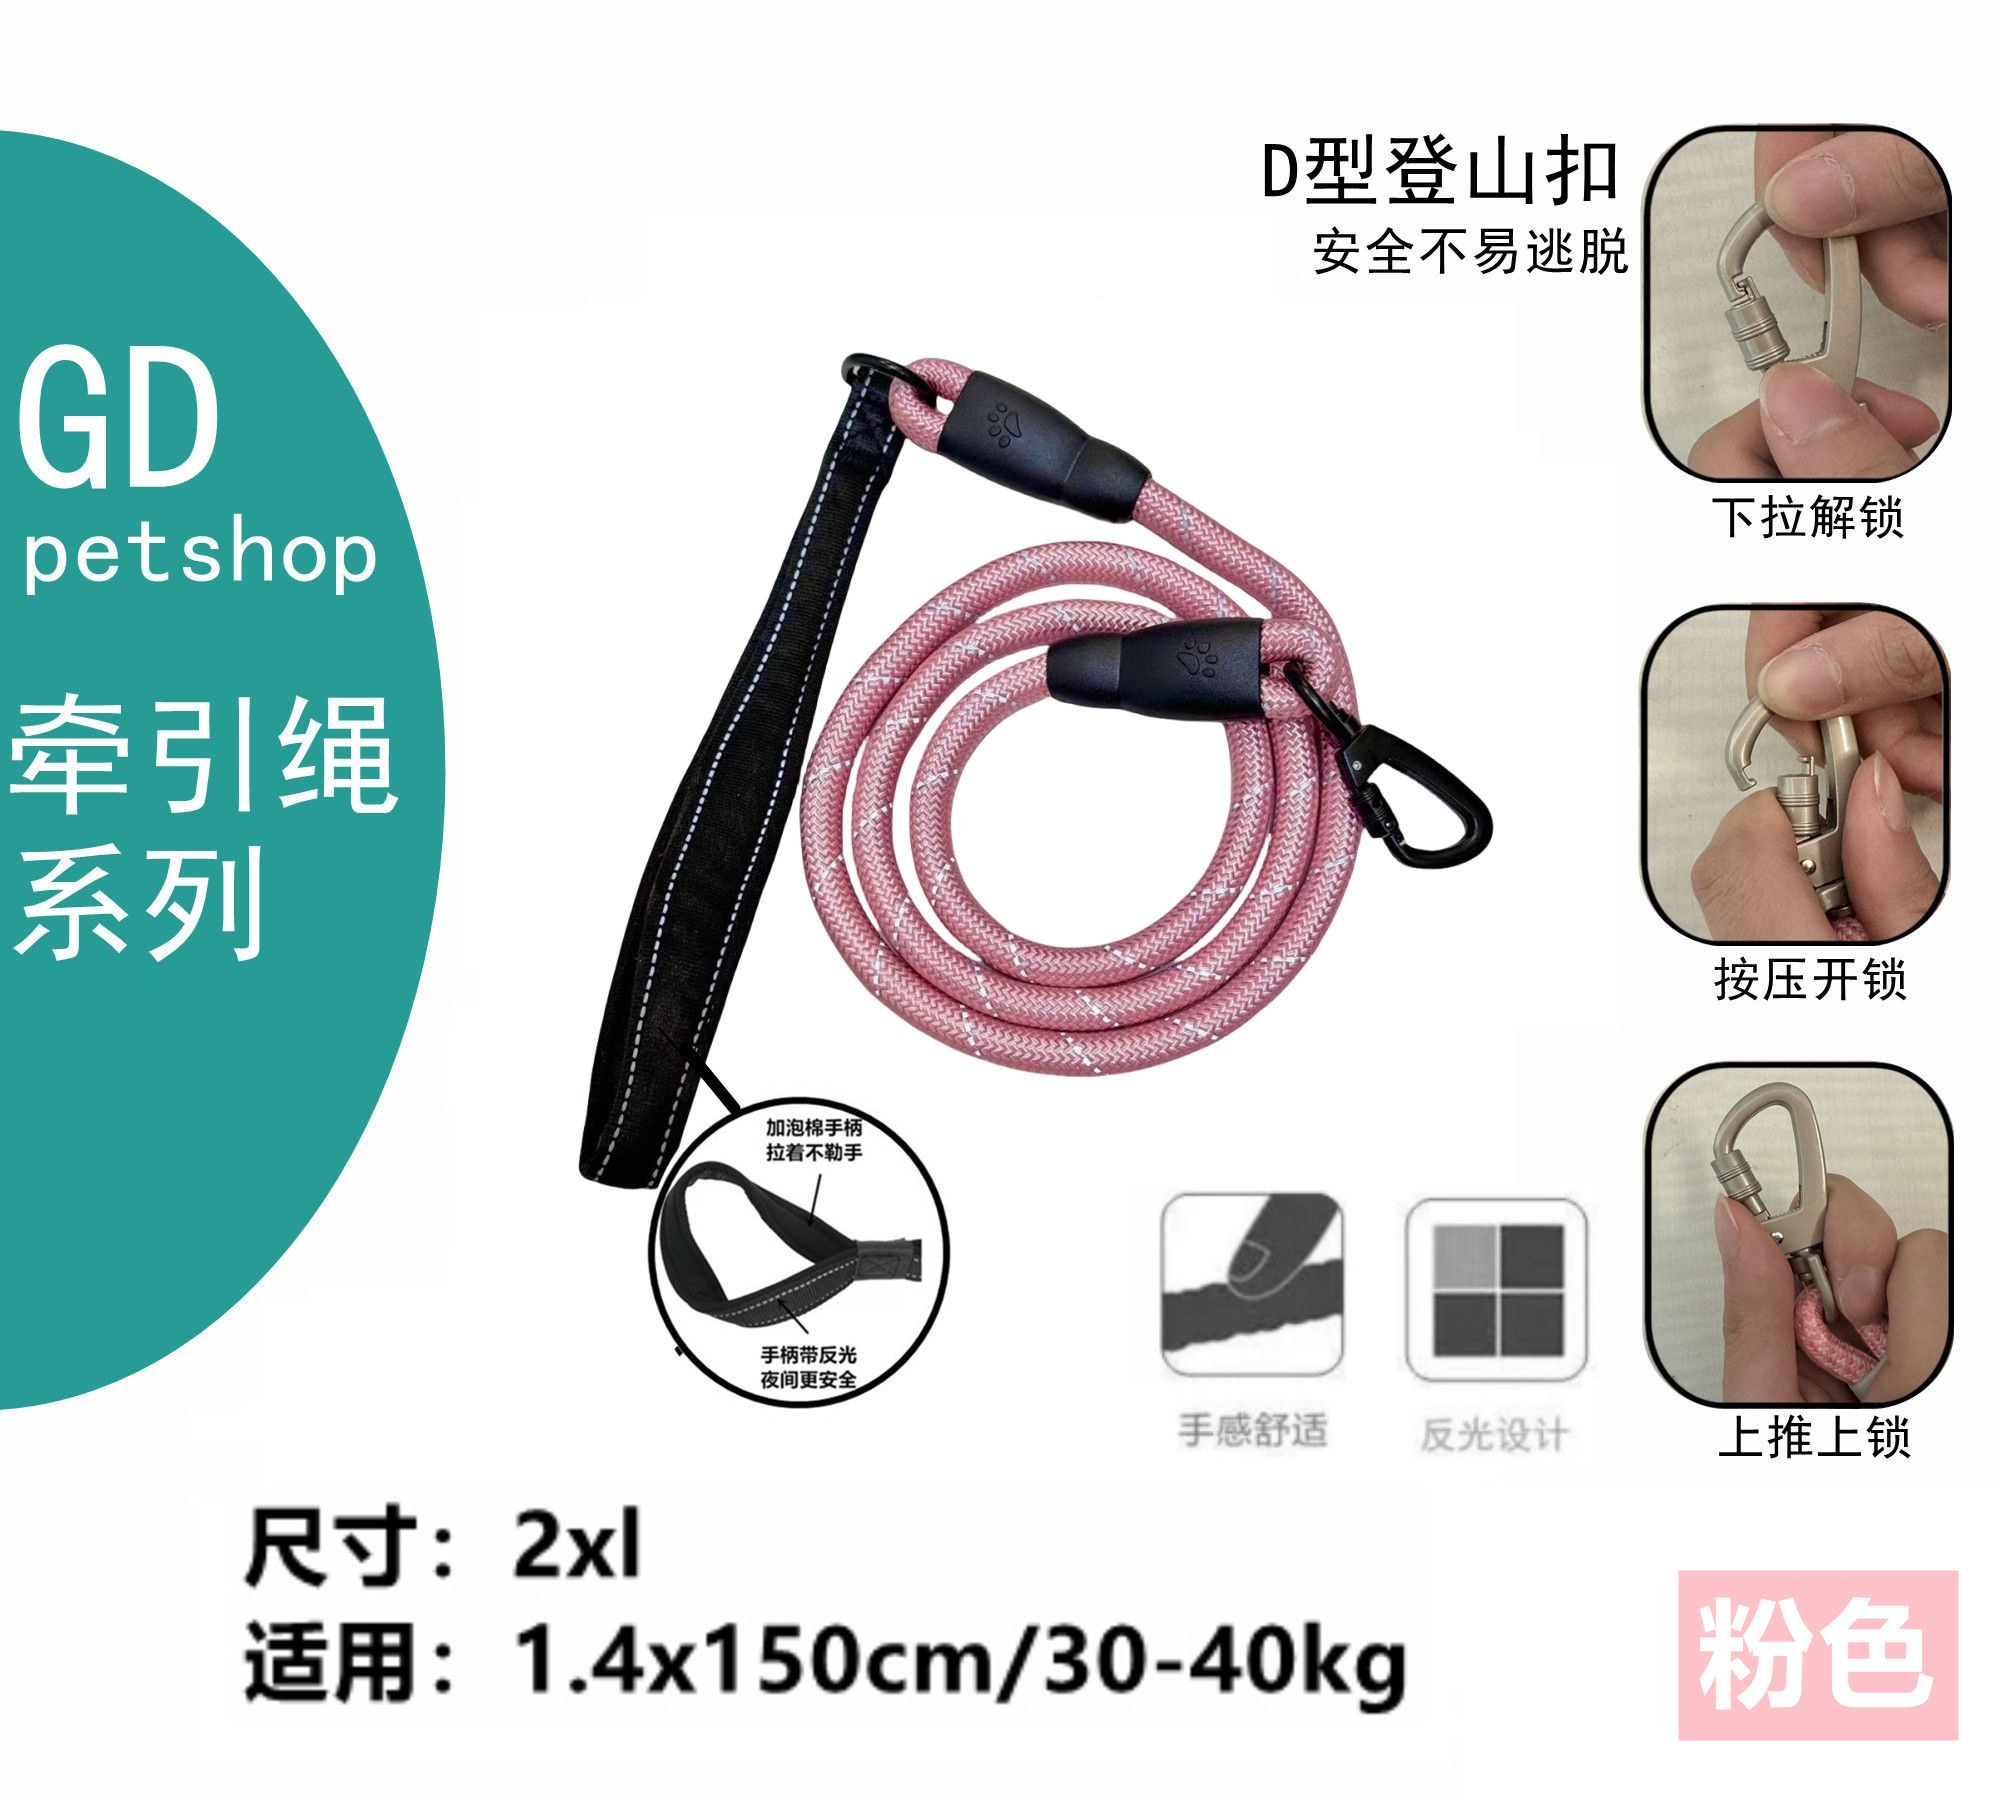 GD
petshop
牵引绳
系列
D型登山扣
安全不易逃脱
下拉解锁
按压开锁
上推上锁
加泡棉手柄
拉着不勒手
手柄带反光
夜间更安全
手感舒适
反光设计
尺寸：2xl
适用：1.4x150cm/30-40kg
粉色